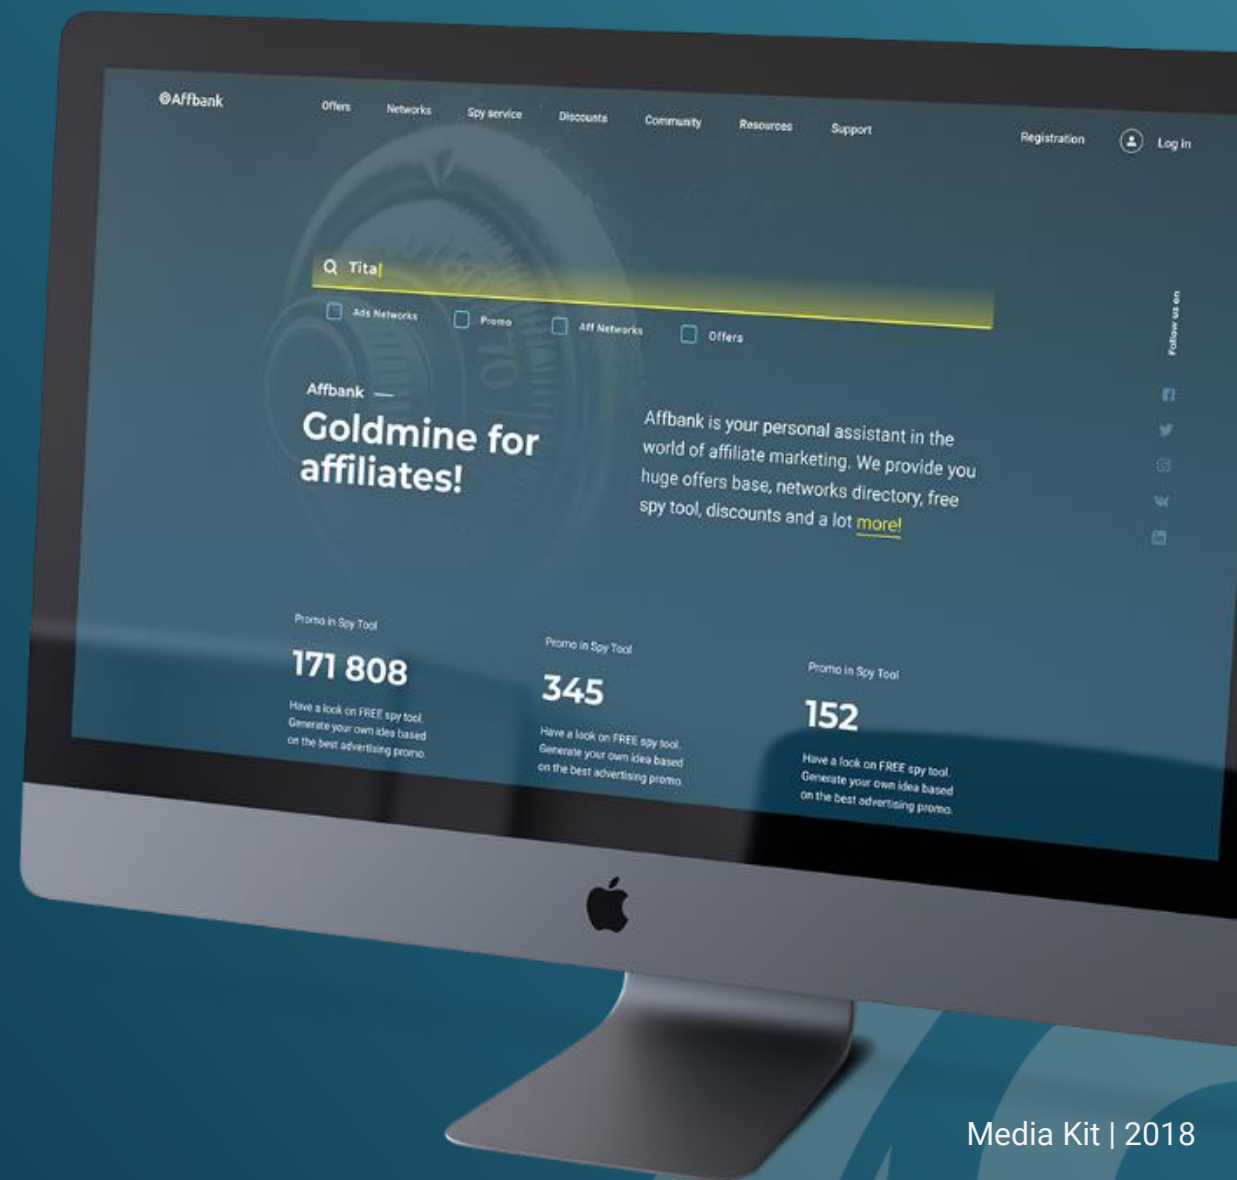 @Affbank
Offers
Networks
Spy service
Discounts
Community
Resources
Support
Registration
Log in
Tita
Ads Networks
Promo
Aff Networks
Offers
Follow us on
Affbank —
Goldmine for
affiliates!
Affbank is your personal assistant in the
world of affiliate marketing. We provide you
huge offers base, networks directory, free
spy tool, discounts and a lot more!
Promo in Spy Tool
171 808
Have a look on FREE spy tool.
Generate your own idea based
on the best advertising promo.
Promo in Spy Tool
345
Have a look on FREE spy tool.
Generate your own idea based
on the best advertising promo.
Promo in Spy Tool
152
Have a look on FREE spy tool.
Generate your own idea based
on the best advertising promo.
Media Kit | 2018